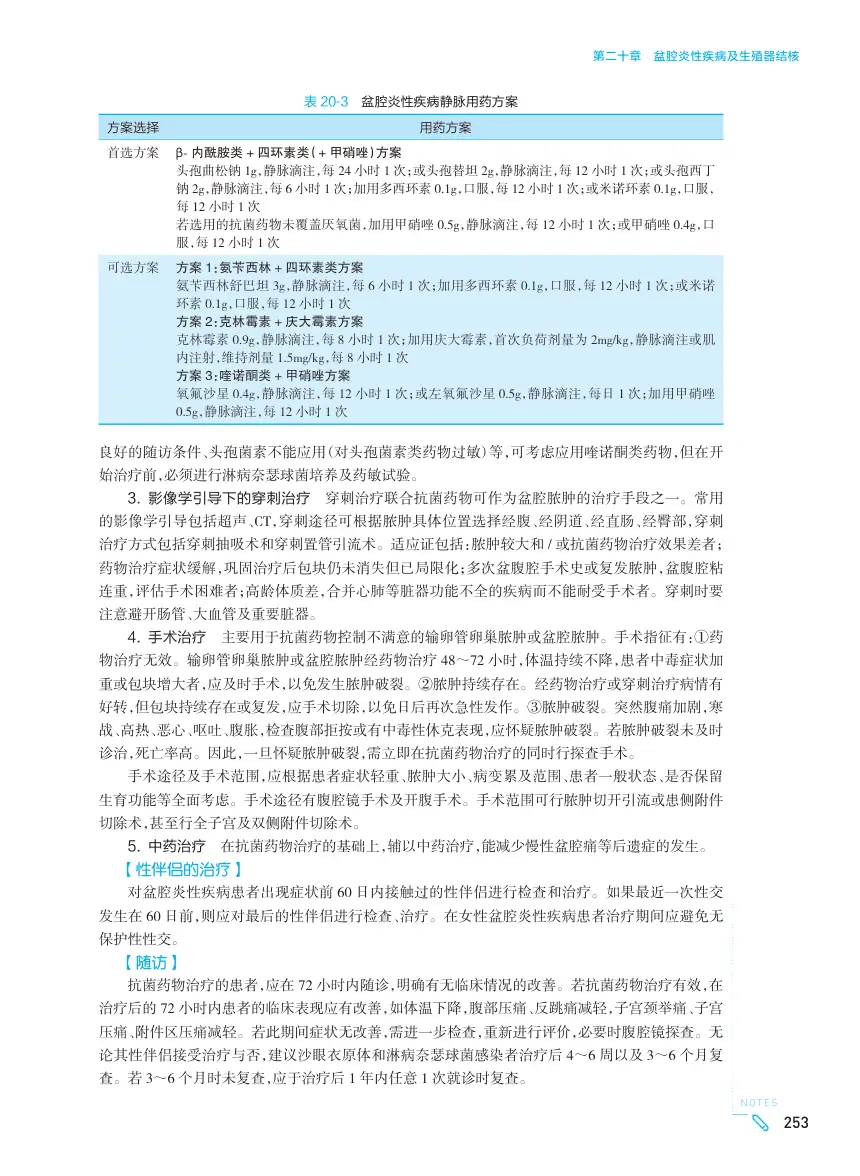 第二十章 盆腔炎性疾病及生殖器结核
表 20-3 盆腔炎性疾病静脉用药方案
方案选择 用药方案
首选方案 β- 内酰胺类 + 四环素类（+ 甲硝唑）方案
头孢曲松钠 1g，静脉滴注，每 24 小时 1 次；或头孢替坦 2g，静脉滴注，每 12 小时 1 次；或头孢西丁
钠 2g，静脉滴注，每 6 小时 1 次；加用多西环素 0.1g，口服，每 12 小时 1 次；或米诺环素 0.1g，口服，
每 12 小时 1 次
若选用的抗菌药物未覆盖厌氧菌，加用甲硝唑 0.5g，静脉滴注，每 12 小时 1 次；或甲硝唑 0.4g，口
服，每 12 小时 1 次
可选方案 方案 1：氨苄西林 + 四环素类方案
氨苄西林舒巴坦 3g，静脉滴注，每 6 小时 1 次；加用多西环素 0.1g，口服，每 12 小时 1 次；或米诺
环素 0.1g，口服，每 12 小时 1 次
方案 2：克林霉素 + 庆大霉素方案
克林霉素 0.9g，静脉滴注，每 8 小时 1 次；加用庆大霉素，首次负荷剂量为 2mg/kg，静脉滴注或肌
内注射，维持剂量 1.5mg/kg，每 8 小时 1 次
方案 3：喹诺酮类 + 甲硝唑方案
氧氟沙星 0.4g，静脉滴注，每 12 小时 1 次；或左氧氟沙星 0.5g，静脉滴注，每日 1 次；加用甲硝唑
0.5g，静脉滴注，每 12 小时 1 次
良好的随访条件、头孢菌素不能应用（对头孢菌素类药物过敏）等，可考虑应用喹诺酮类药物，但在开
始治疗前，必须进行淋病奈瑟球菌培养及药敏试验。
3. 影像学引导下的穿刺治疗 穿刺治疗联合抗菌药物可作为盆腔脓肿的治疗手段之一。常用
的影像学引导包括超声、CT，穿刺途径可根据脓肿具体位置选择经腹、经阴道、经直肠、经臀部，穿刺
治疗方式包括穿刺抽吸术和穿刺置管引流术。适应证包括：脓肿较大和 / 或抗菌药物治疗效果差者；
药物治疗症状缓解，巩固治疗后包块仍未消失但已局限化；多次盆腹腔手术史或复发脓肿，盆腹腔粘
连重，评估手术困难者；高龄体质差，合并心肺等脏器功能不全的疾病而不能耐受手术者。穿刺时要
注意避开肠管、大血管及重要脏器。
4. 手术治疗 主要用于抗菌药物控制不满意的输卵管卵巢脓肿或盆腔脓肿。手术指征有：①药
物治疗无效。输卵管卵巢脓肿或盆腔脓肿经药物治疗 48～72 小时，体温持续不降，患者中毒症状加
重或包块增大者，应及时手术，以免发生脓肿破裂。②脓肿持续存在。经药物治疗或穿刺治疗病情有
好转，但包块持续存在或复发，应手术切除，以免日后再次急性发作。③脓肿破裂。突然腹痛加剧，寒
战、高热、恶心、呕吐、腹胀，检查腹部拒按或有中毒性休克表现，应怀疑脓肿破裂。若脓肿破裂未及时
诊治，死亡率高。因此，一旦怀疑脓肿破裂，需立即在抗菌药物治疗的同时行探查手术。
手术途径及手术范围，应根据患者症状轻重、脓肿大小、病变累及范围、患者一般状态、是否保留
生育功能等全面考虑。手术途径有腹腔镜手术及开腹手术。手术范围可行脓肿切开引流或患侧附件
切除术，甚至行全子宫及双侧附件切除术。
5. 中药治疗 在抗菌药物治疗的基础上，辅以中药治疗，能减少慢性盆腔痛等后遗症的发生。
【性伴侣的治疗】
对盆腔炎性疾病患者出现症状前 60 日内接触过的性伴侣进行检查和治疗。如果最近一次性交
发生在 60 日前，则应对最后的性伴侣进行检查、治疗。在女性盆腔炎性疾病患者治疗期间应避免无
保护性性交。
【随访】
抗菌药物治疗的患者，应在 72 小时内随诊，明确有无临床情况的改善。若抗菌药物治疗有效，在
治疗后的 72 小时内患者的临床表现应有改善，如体温下降，腹部压痛、反跳痛减轻，子宫颈举痛、子宫
压痛、附件区压痛减轻。若此期间症状无改善，需进一步检查，重新进行评价，必要时腹腔镜探查。无
论其性伴侣接受治疗与否，建议沙眼衣原体和淋病奈瑟球菌感染者治疗后 4～6 周以及 3～6 个月复
查。若 3～6 个月时未复查，应于治疗后 1 年内任意 1 次就诊时复查。
NOTES
253